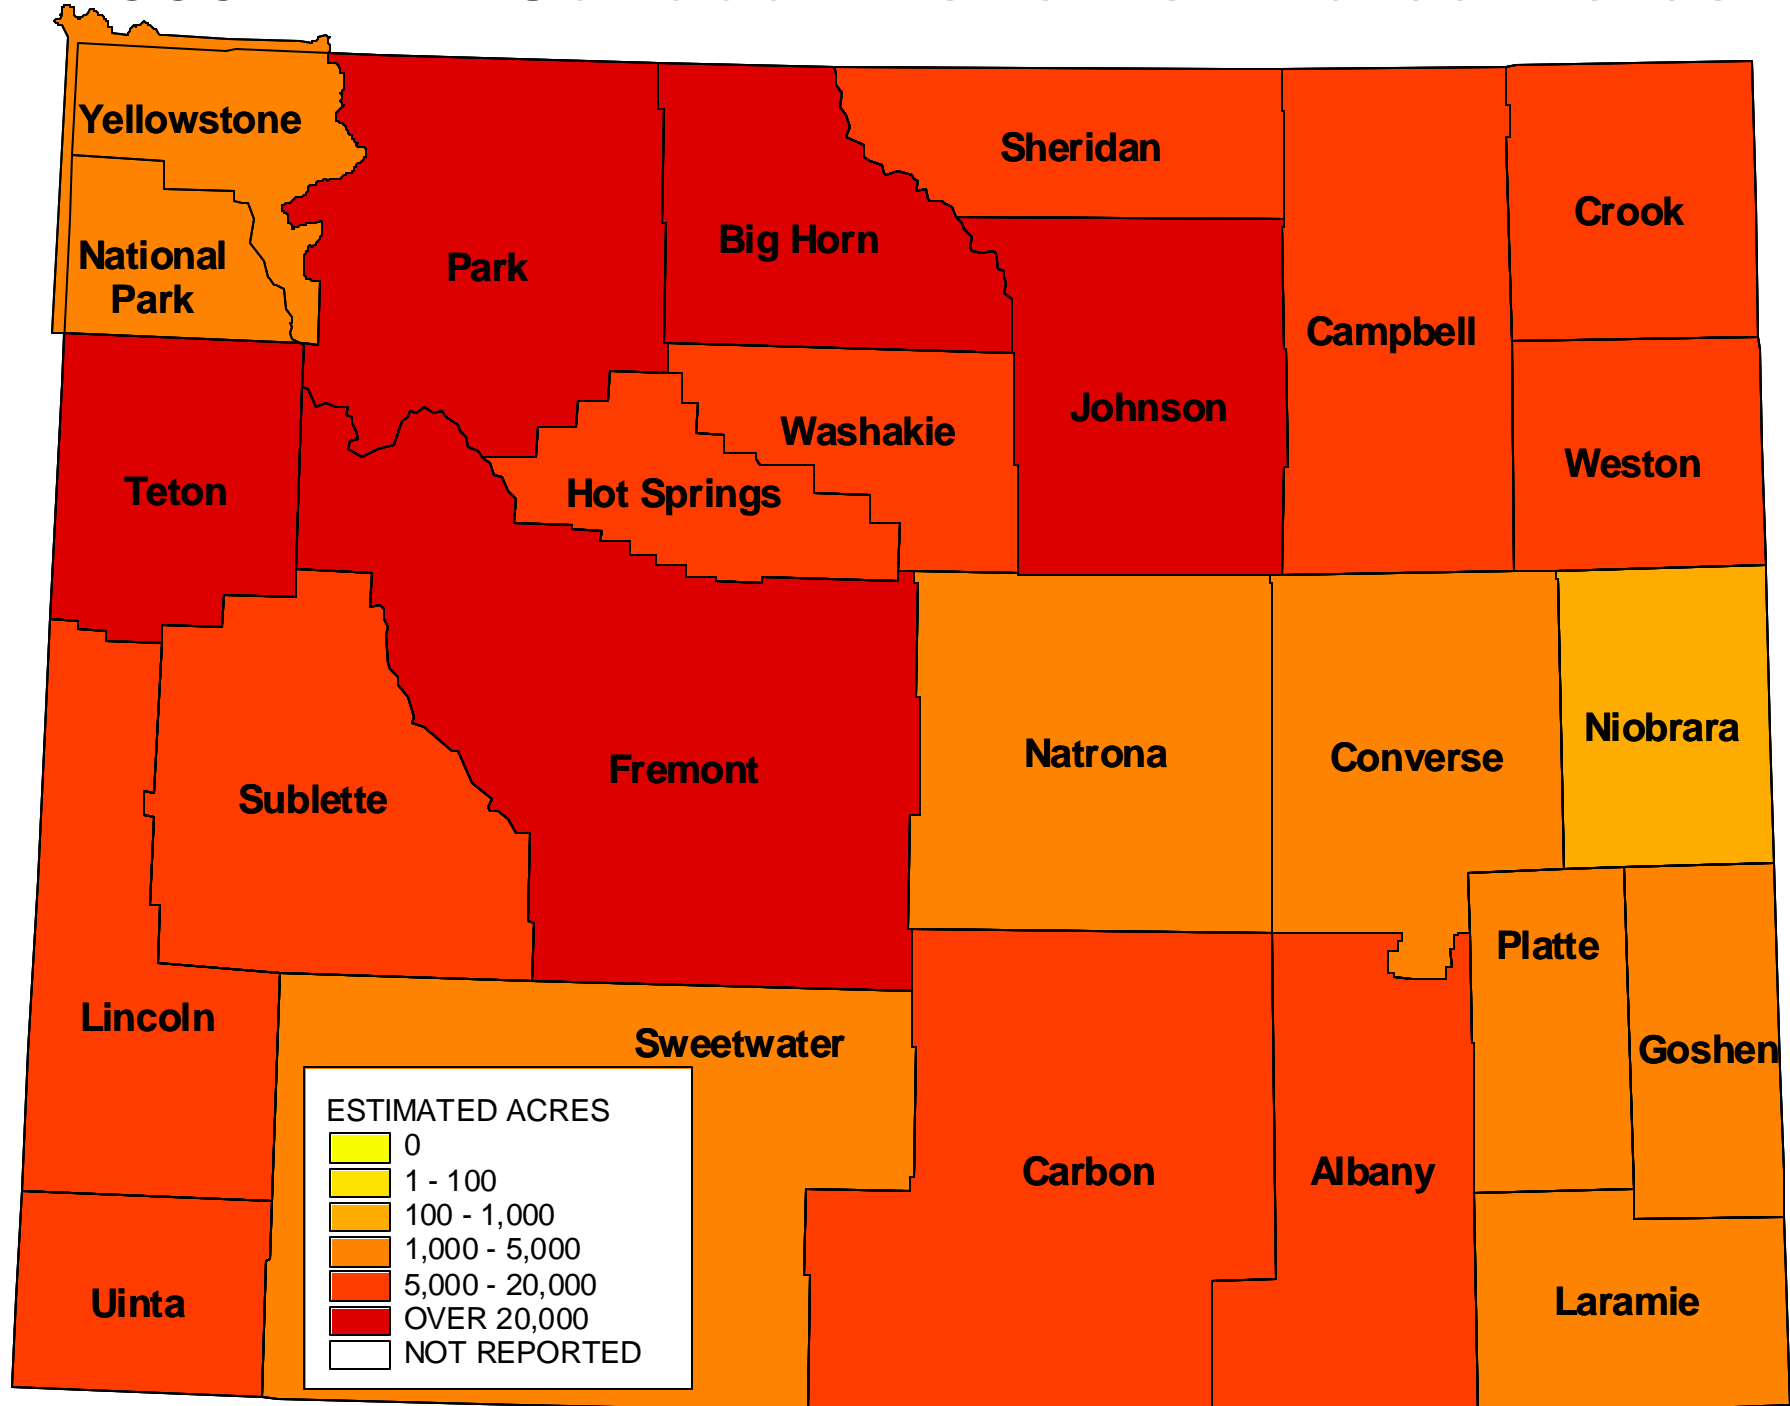 Yellowstone
National
Park
Park
Big Horn
Sheridan
Crook
Campbell
Johnson
Washakie
Hot Springs
Weston
Teton
Fremont
Sublette
Natrona
Converse
Niobrara
Platte
Goshen
Lincoln
Sweetwater
Carbon
Albany
Uinta
Laramie
ESTIMATED ACRES
0
1 - 100
100 - 1,000
1,000 - 5,000
5,000 - 20,000
OVER 20,000
NOT REPORTED